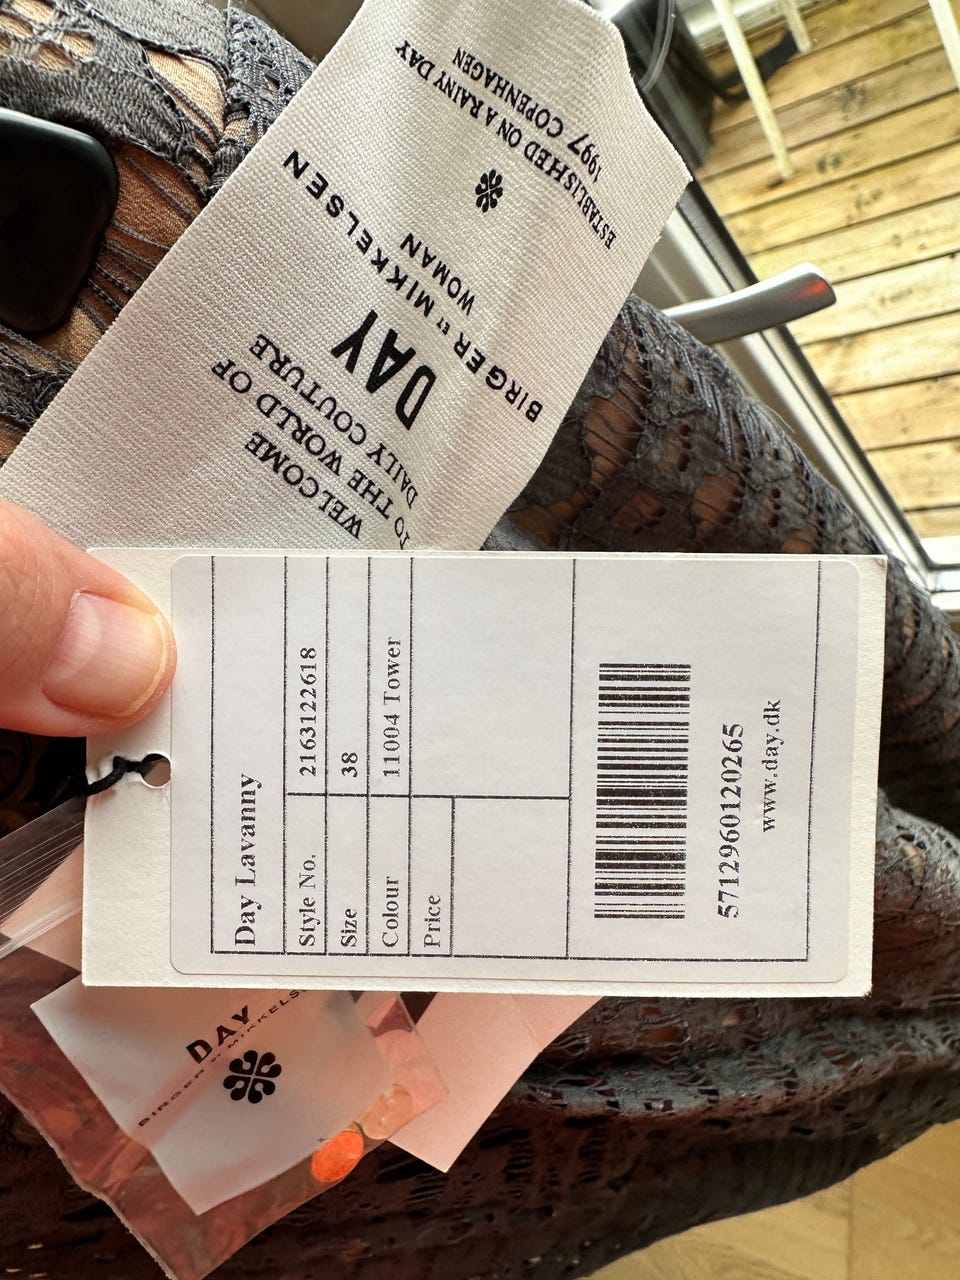 WELCOME
TO THE WORLD OF
DAILY COUTURE
DAY
BIRGER ET MIKKELSEN
WOMAN
ESTABLISHED ON A RAINY DAY
1997 COPENHAGEN
Day Lavanny
Style No. 2163122618
Size 38
Colour 11004 Tower
Price
5712960120265
www.day.dk
DAY
BIRGER ET MIKKELS